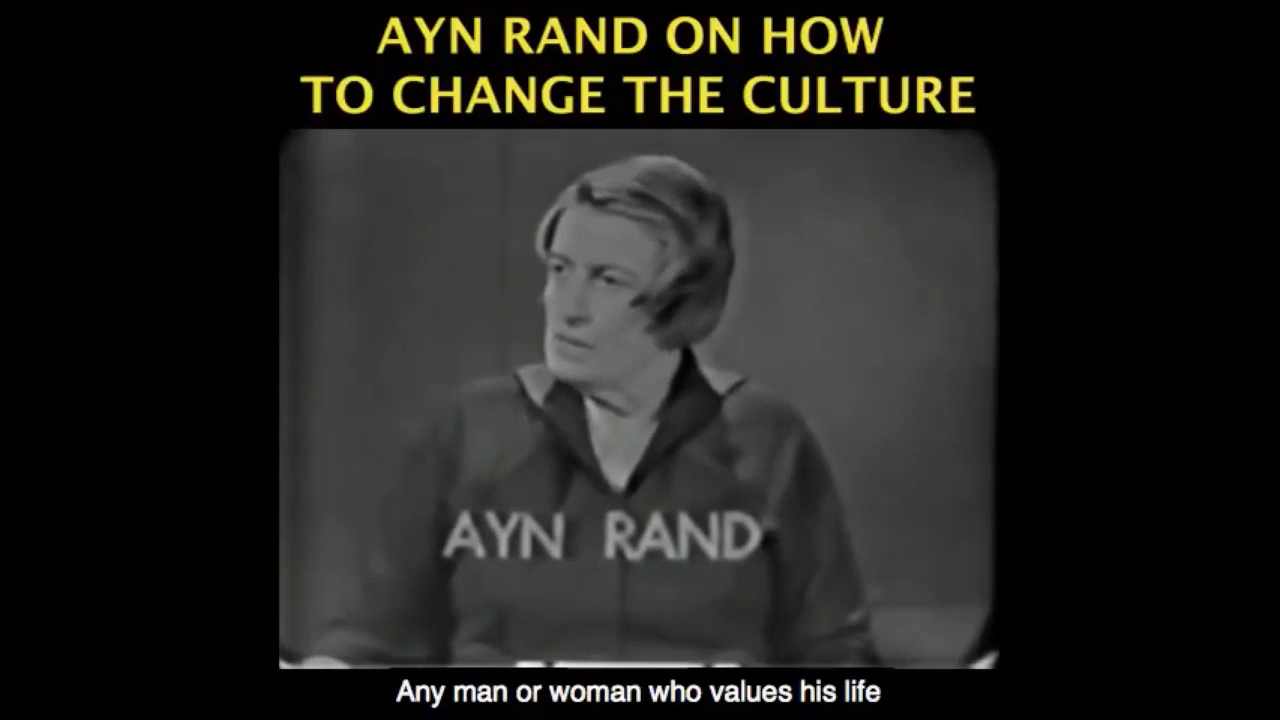 AYN RAND ON HOW
TO CHANGE THE CULTURE
AYN RAND
Any man or woman who values his life